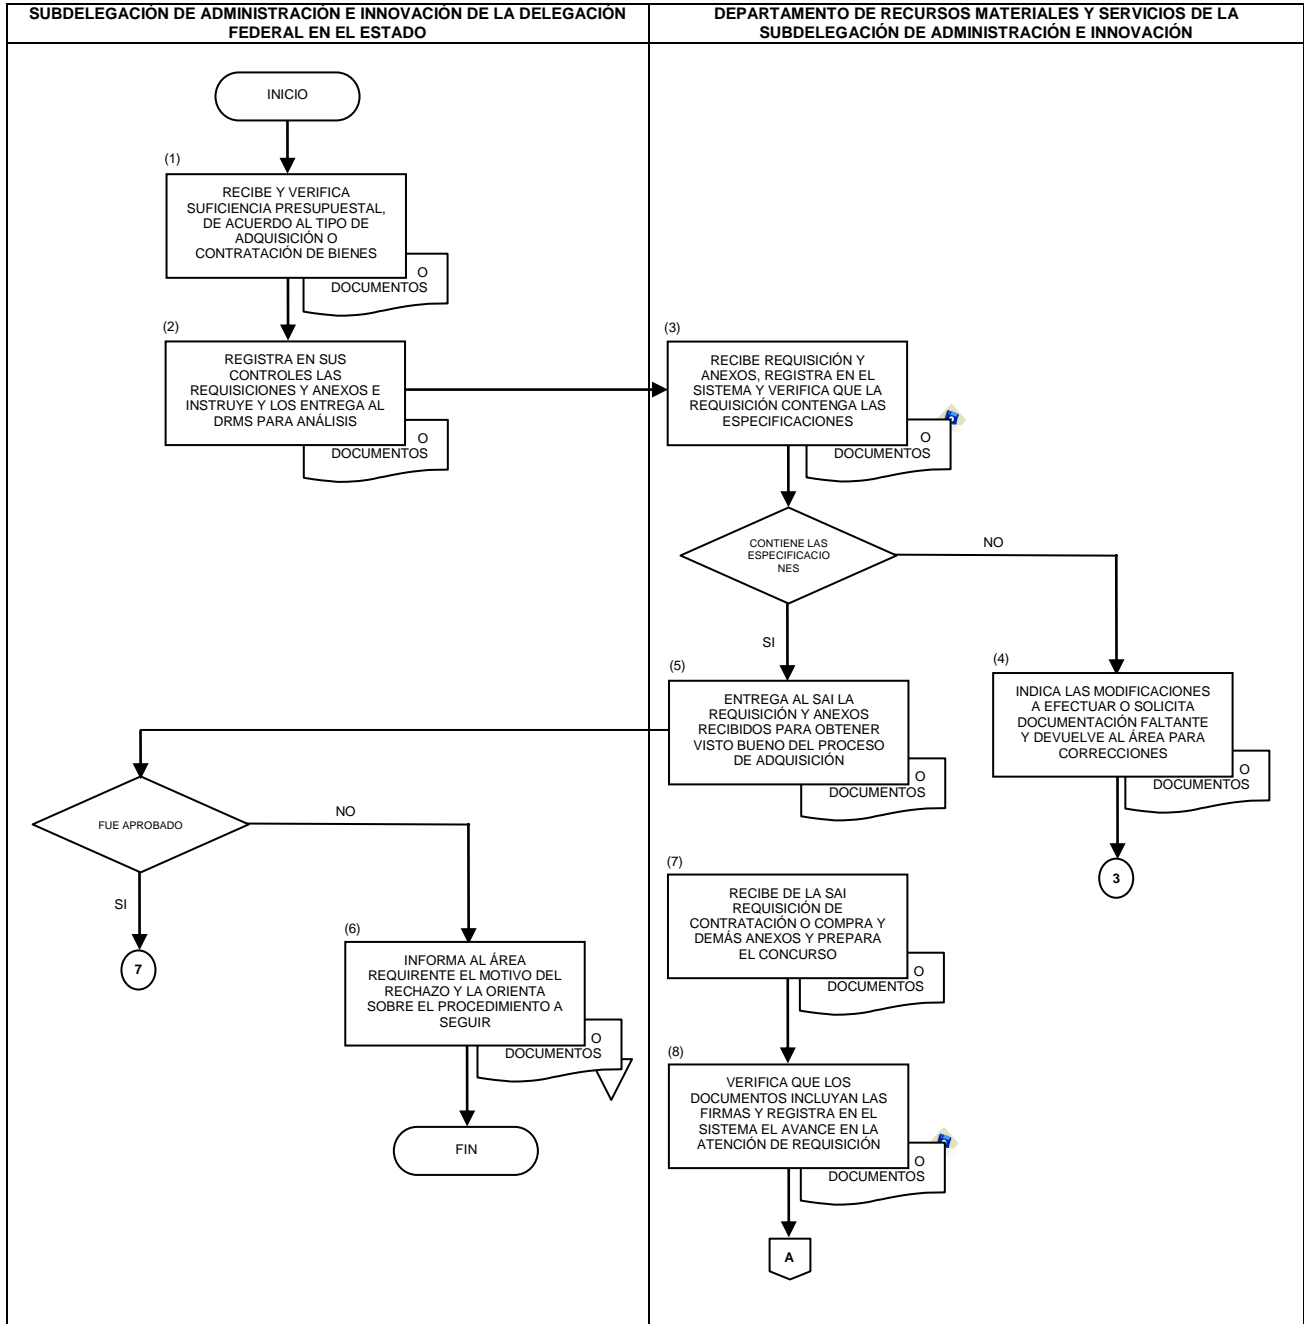 SUBDELEGACIÓN DE ADMINISTRACIÓN E INNOVACIÓN DE LA DELEGACIÓN
FEDERAL EN EL ESTADO
DEPARTAMENTO DE RECURSOS MATERIALES Y SERVICIOS DE LA
SUBDELEGACIÓN DE ADMINISTRACIÓN E INNOVACIÓN
INICIO
(1)
RECIBE Y VERIFICA
SUFICIENCIA PRESUPUESTAL,
DE ACUERDO AL TIPO DE
ADQUISICIÓN O
CONTRATACIÓN DE BIENES
O
DOCUMENTOS
(2)
REGISTRA EN SUS
CONTROLES LAS
REQUISICIONES Y ANEXOS E
INSTRUYE Y LOS ENTREGA AL
DRMS PARA ANÁLISIS
O
DOCUMENTOS
(3)
RECIBE REQUISICIÓN Y
ANEXOS, REGISTRA EN EL
SISTEMA Y VERIFICA QUE LA
REQUISICIÓN CONTENGA LAS
ESPECIFICACIONES
O
DOCUMENTOS
CONTIENE LAS
ESPECIFICACIO
NES
NO
SI
(5)
ENTREGA AL SAI LA
REQUISICIÓN Y ANEXOS
RECIBIDOS PARA OBTENER
VISTO BUENO DEL PROCESO
DE ADQUISICIÓN
O
DOCUMENTOS
(4)
INDICA LAS MODIFICACIONES
A EFECTUAR O SOLICITA
DOCUMENTACIÓN FALTANTE
Y DEVUELVE AL ÁREA PARA
CORRECCIONES
O
DOCUMENTOS
3
FUE APROBADO
NO
SI
7
(6)
INFORMA AL ÁREA
REQUIRENTE EL MOTIVO DEL
RECHAZO Y LA ORIENTA
SOBRE EL PROCEDIMIENTO A
SEGUIR
O
DOCUMENTOS
FIN
(7)
RECIBE DE LA SAI
REQUISICIÓN DE
CONTRATACIÓN O COMPRA Y
DEMÁS ANEXOS Y PREPARA
EL CONCURSO
O
DOCUMENTOS
(8)
VERIFICA QUE LOS
DOCUMENTOS INCLUYAN LAS
FIRMAS Y REGISTRA EN EL
SISTEMA EL AVANCE EN LA
ATENCIÓN DE REQUISICIÓN
O
DOCUMENTOS
A